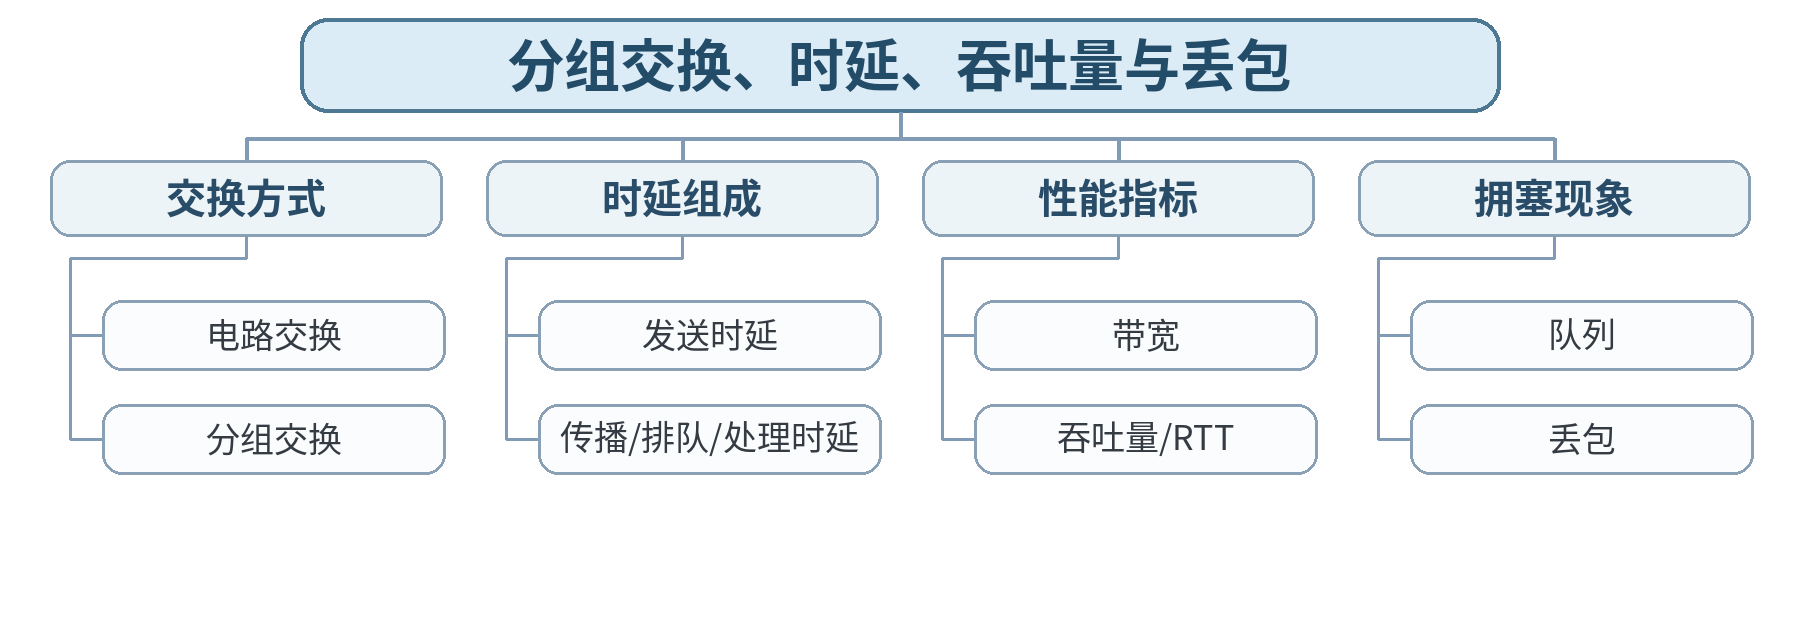 分组交换、时延、吞吐量与丢包
交换方式
电路交换
分组交换
时延组成
发送时延
传播/排队/处理时延
性能指标
带宽
吞吐量/RTT
拥塞现象
队列
丢包